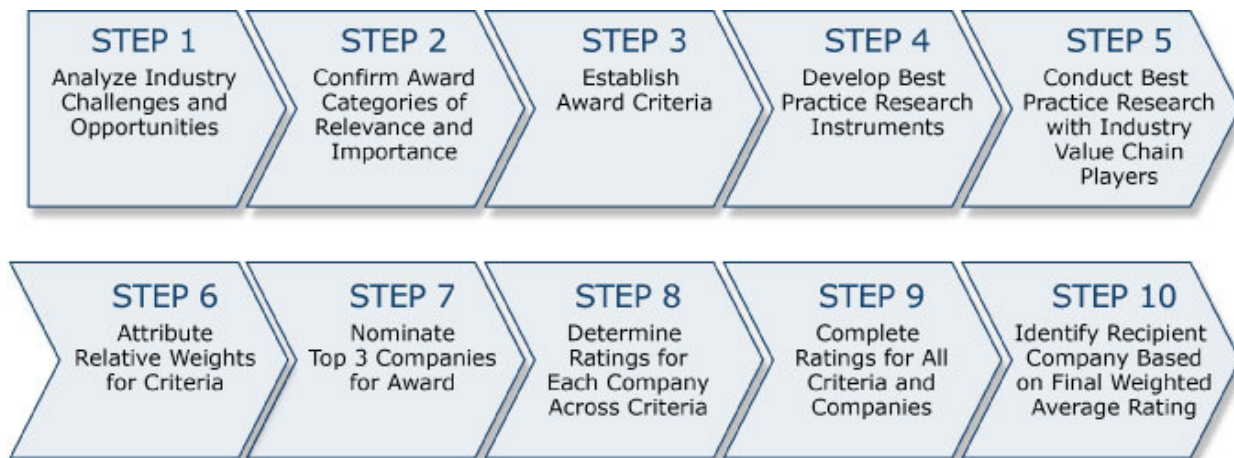 STEP 1
Analyze Industry
Challenges and
Opportunities
STEP 2
Confirm Award
Categories of
Relevance and
Importance
STEP 3
Establish
Award Criteria
STEP 4
Develop Best
Practice Research
Instruments
STEP 5
Conduct Best
Practice Research
with Industry
Value Chain
Players
STEP 6
Attribute
Relative Weights
for Criteria
STEP 7
Nominate
Top 3 Companies
for Award
STEP 8
Determine
Ratings for
Each Company
Across Criteria
STEP 9
Complete
Ratings for All
Criteria and
Companies
STEP 10
Identify Recipient
Company Based
on Final Weighted
Average Rating